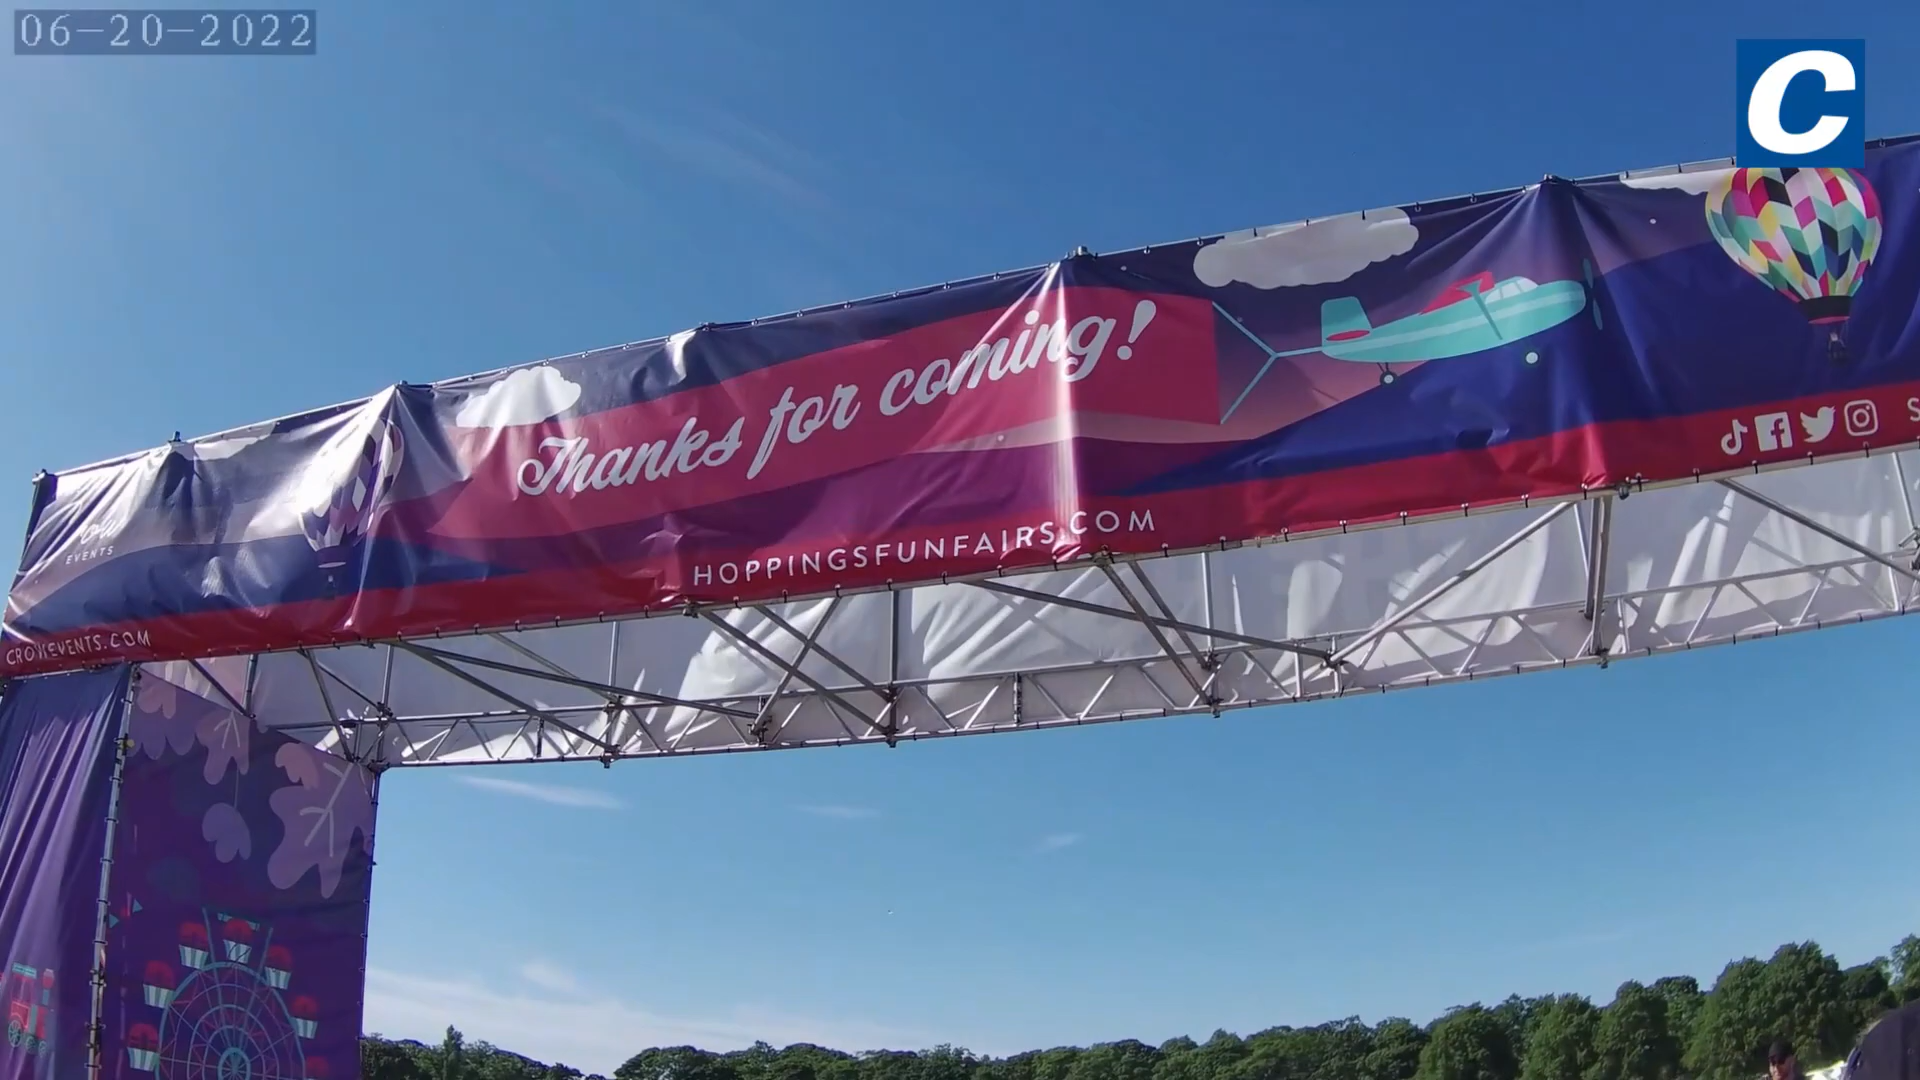 06-20-2022
C
Thanks for coming!
HOPPINGSFUNFAIRS.COM
EVENTS
CROWEVENTS.COM